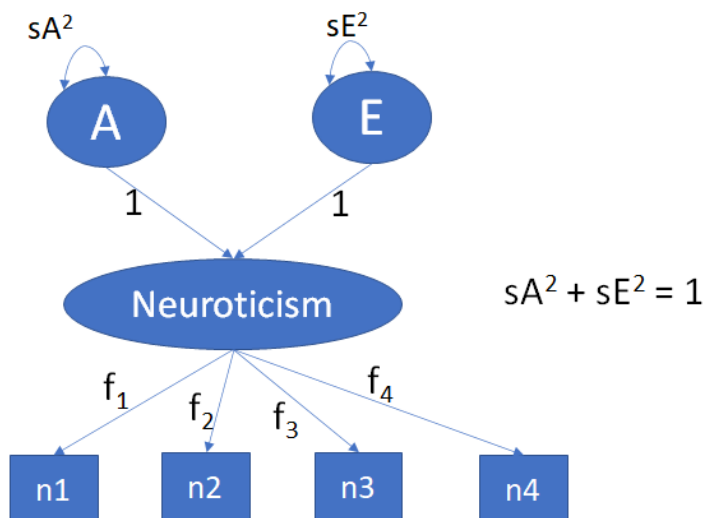 sA² sE²
A E
1 1
Neuroticism
sA² + sE² = 1
f₁ f₂ f₃ f₄
n1 n2 n3 n4